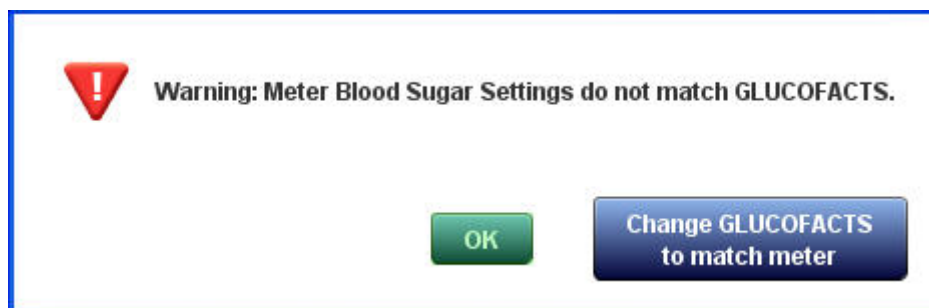 !
Warning: Meter Blood Sugar Settings do not match GLUCOFACTS.
OK
Change GLUCOFACTS
to match meter